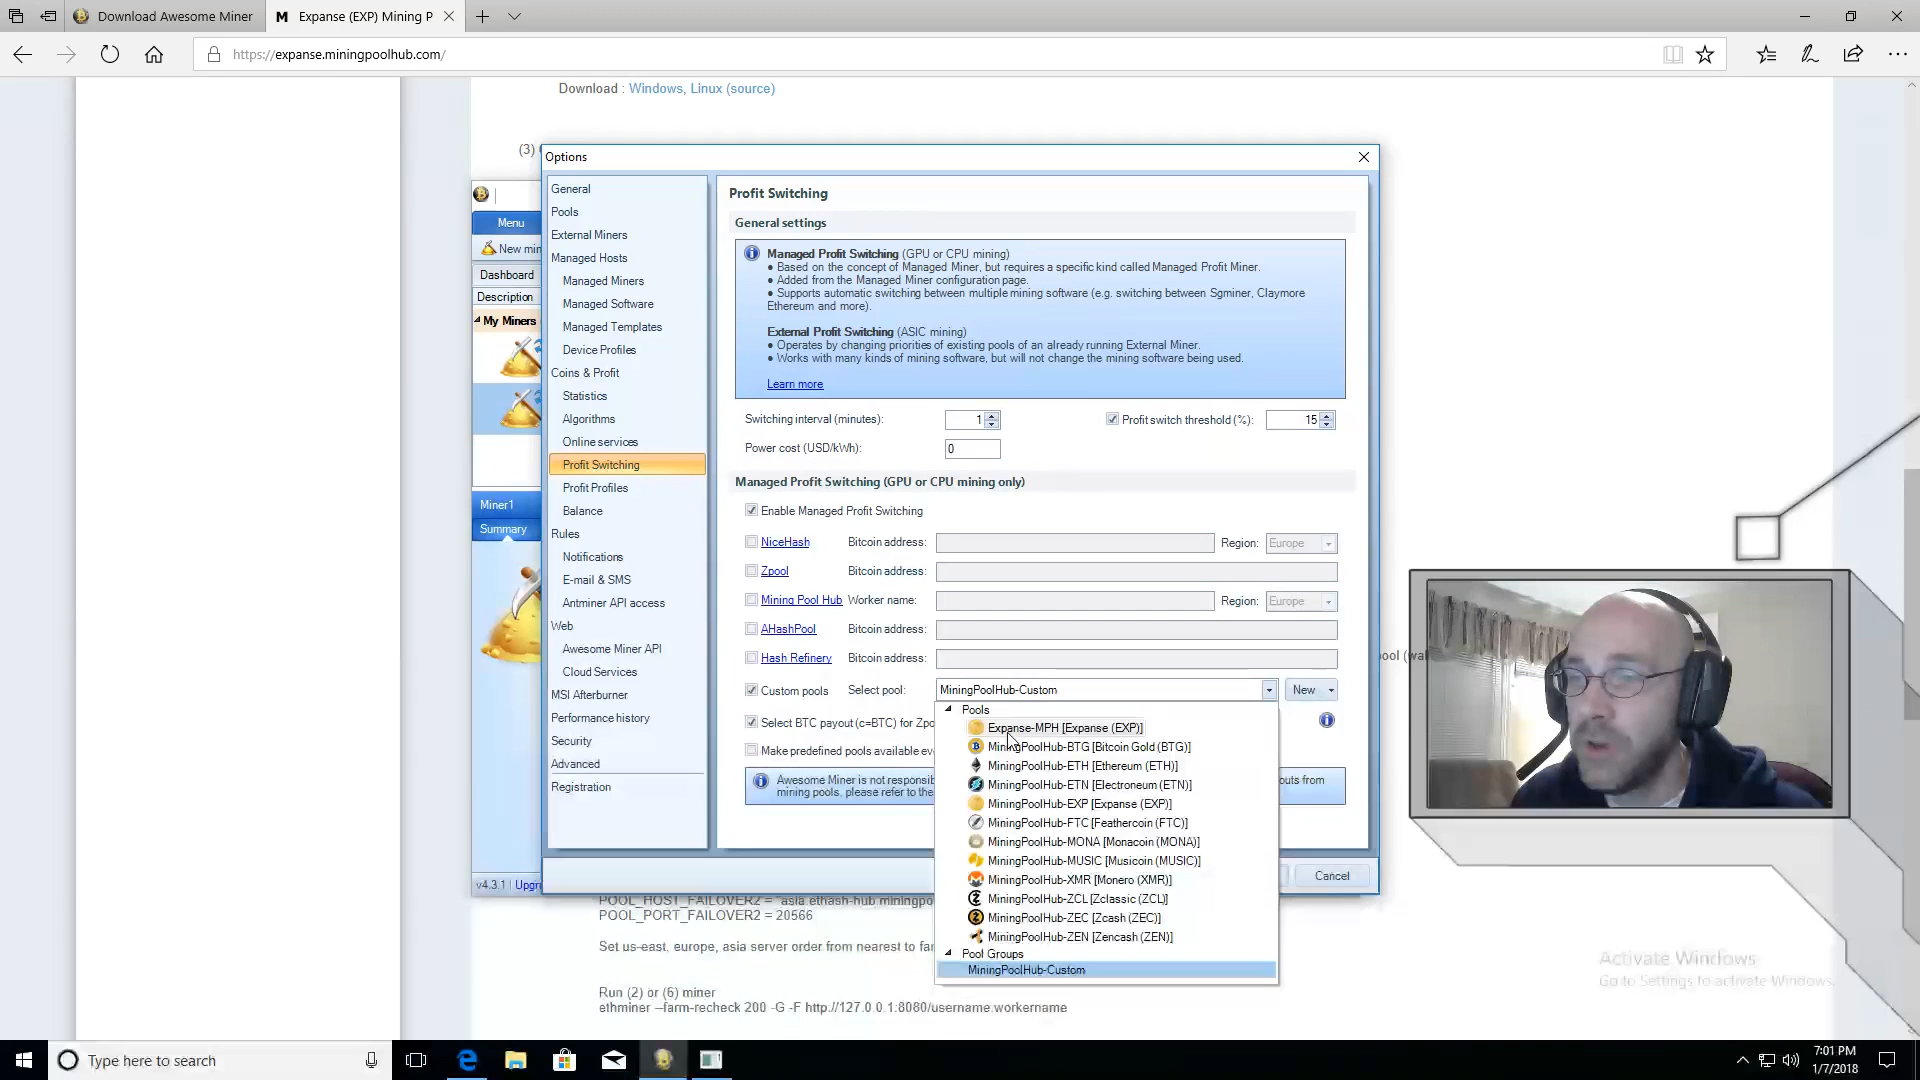 Download Awesome Miner
Expanse (EXP) Mining P
https://expanse.miningpoolhub.com/
Download : Windows, Linux (source)
(3)
Options
General
Pools
External Miners
Managed Hosts
Managed Miners
Managed Software
Managed Templates
Device Profiles
Coins & Profit
Statistics
Algorithms
Online services
Profit Switching
Profit Profiles
Balance
Rules
Notifications
E-mail & SMS
Antminer API access
Web
Awesome Miner API
Cloud Services
MSI Afterburner
Performance history
Security
Advanced
Registration
Menu
New min
Dashboard
Description
My Miners
Miner1
Summary
v4.3.1 Upgr
Profit Switching
General settings
Managed Profit Switching (GPU or CPU mining)
• Based on the concept of Managed Miner, but requires a specific kind called Managed Profit Miner.
• Added from the Managed Miner configuration page.
• Supports automatic switching between multiple mining software (e.g. switching between Sgminer, Claymore
Ethereum and more).
External Profit Switching (ASIC mining)
• Operates by changing priorities of existing pools of an already running External Miner.
• Works with many kinds of mining software, but will not change the mining software being used.
Learn more
Switching interval (minutes): 1 Profit switch threshold (%): 15
Power cost (USD/kWh): 0
Managed Profit Switching (GPU or CPU mining only)
Enable Managed Profit Switching
NiceHash Bitcoin address: Region: Europe
Zpool Bitcoin address:
Mining Pool Hub Worker name: Region: Europe
AHashPool Bitcoin address:
Hash Refinery Bitcoin address:
Custom pools Select pool: MiningPoolHub-Custom New
Select BTC payout (c=BTC) for Zpo
Make predefined pools available eve
Awesome Miner is not responsib
outs from
mining pools, please refer to the
Pools
Expanse-MPH [Expanse (EXP)]
MiningPoolHub-BTG [Bitcoin Gold (BTG)]
MiningPoolHub-ETH [Ethereum (ETH)]
MiningPoolHub-ETN [Electroneum (ETN)]
MiningPoolHub-EXP [Expanse (EXP)]
MiningPoolHub-FTC [Feathercoin (FTC)]
MiningPoolHub-MONA [Monacoin (MONA)]
MiningPoolHub-MUSIC [Musicoin (MUSIC)]
MiningPoolHub-XMR [Monero (XMR)]
MiningPoolHub-ZCL [Zclassic (ZCL)]
MiningPoolHub-ZEC [Zcash (ZEC)]
MiningPoolHub-ZEN [Zencash (ZEN)]
Pool Groups
MiningPoolHub-Custom
Cancel
ool (wal
POOL_HOST_FAILOVER2 = "asia.ethash-hub.miningpo
POOL_PORT_FAILOVER2 = 20566
Set us-east, europe, asia server order from nearest to far
Run (2) or (6) miner
ethminer --farm-recheck 200 -G -F http://127.0.0.1:8080/username.workername
Activate Windows
Go to Settings to activate Windows.
Type here to search
7:01 PM
1/7/2018